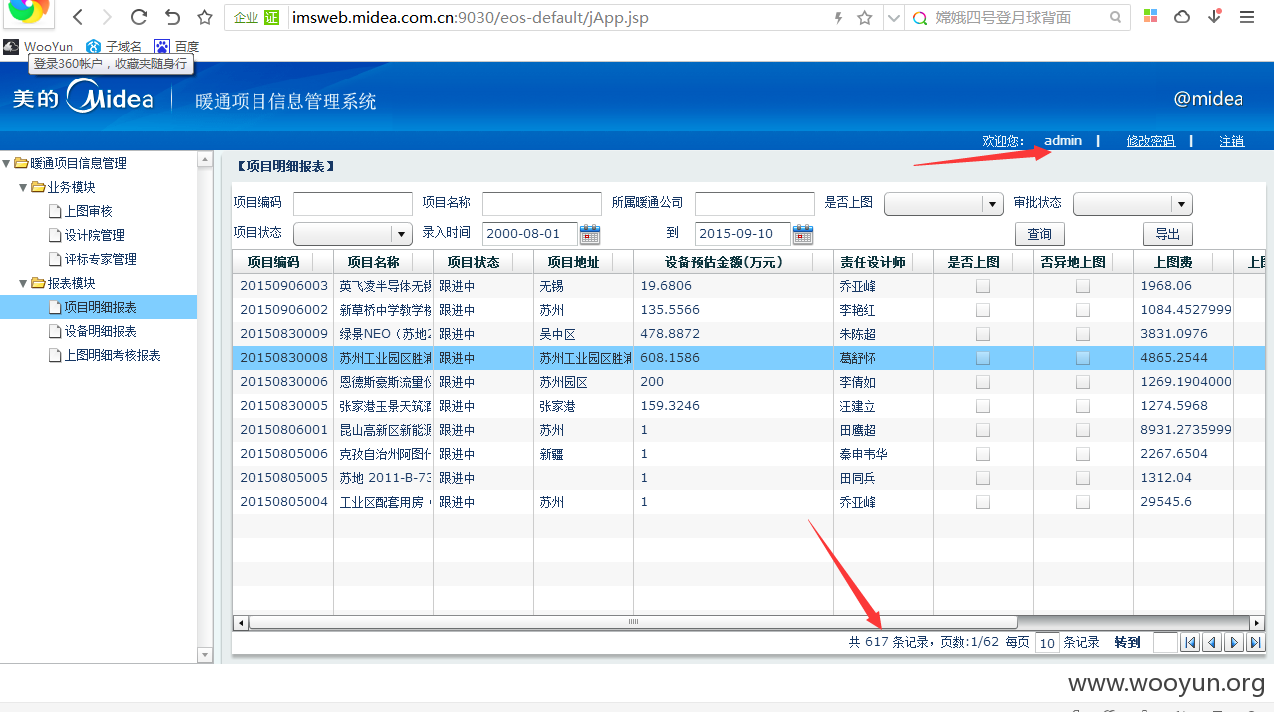 企业 证 imsweb.midea.com.cn:9030/eos-default/jApp.jsp 嫦娥四号登月球背面
WooYun 子域名 百度
登录360帐户，收藏夹随身行
美的 Midea 暖通项目信息管理系统 @midea
欢迎您： admin | 修改密码 | 注销
暖通项目信息管理
业务模块
上图审核
设计院管理
评标专家管理
报表模块
项目明细报表
设备明细报表
上图明细考核报表
【项目明细报表】
项目编码 项目名称 所属暖通公司 是否上图 审批状态
项目状态 录入时间 2000-08-01 到 2015-09-10 查询 导出
项目编码 项目名称 项目状态 项目地址 设备预估金额(万元) 责任设计师 是否上图 否异地上图 上图费 上图
20150906003 英飞凌半导体无锡 跟进中 无锡 19.6806 乔亚峰 1968.06
20150906002 新草桥中学教学楼 跟进中 苏州 135.5566 李艳红 1084.4527999
20150830009 绿景NEO（苏地2 跟进中 吴中区 478.8872 朱陈超 3831.0976
20150830008 苏州工业园区胜浦 跟进中 苏州工业园区胜浦 608.1586 葛舒怀 4865.2544
20150830006 恩德斯豪斯流量仪 跟进中 苏州园区 200 李倩如 1269.1904000
20150830005 张家港玉景天筑酒 跟进中 张家港 159.3246 汪建立 1274.5968
20150806001 昆山高新区新能源 跟进中 苏州 1 田鹰超 8931.2735999
20150805006 克孜自治州阿图什 跟进中 新疆 1 秦申韦华 2267.6504
20150805005 苏地 2011-B-73 跟进中 1 田同兵 1312.04
20150805004 工业区配套用房 跟进中 苏州 1 乔亚峰 29545.6
共 617 条记录，页数:1/62 每页 10 条记录 转到
www.wooyun.org